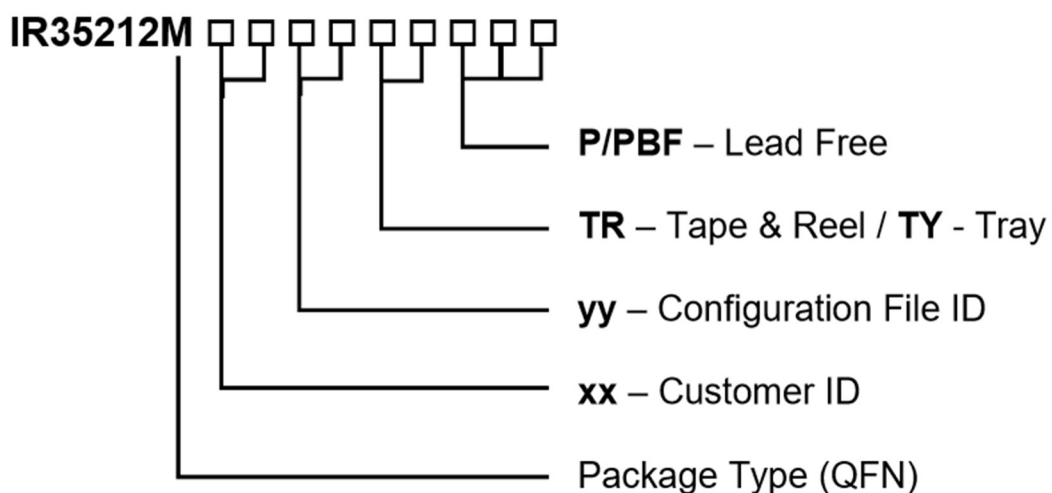 IR35212M □ □ □ □ □ □ □ □ □
P/PBF – Lead Free
TR – Tape & Reel / TY - Tray
yy – Configuration File ID
xx – Customer ID
Package Type (QFN)